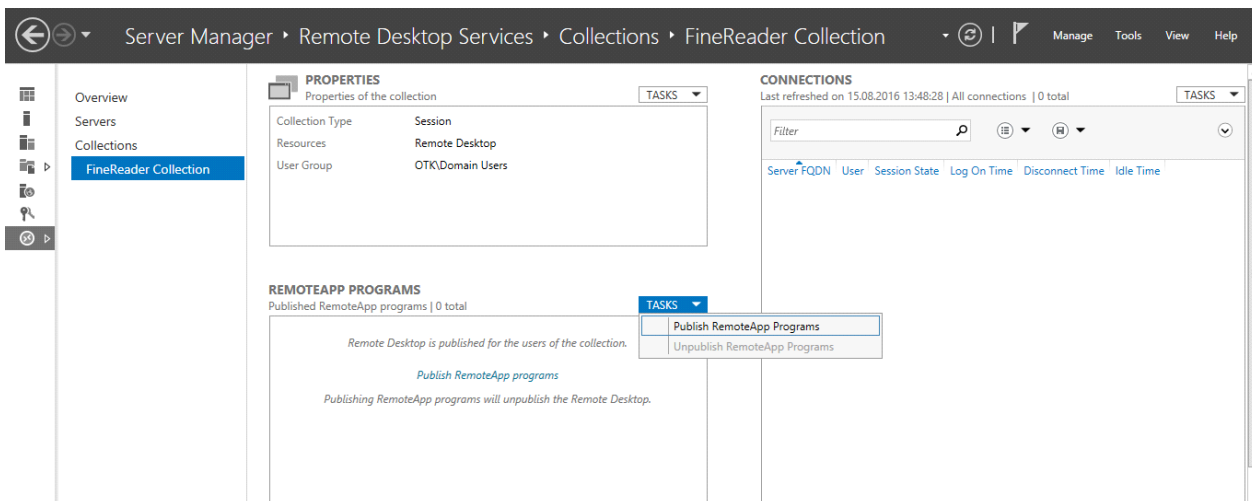 Server Manager ‣ Remote Desktop Services ‣ Collections ‣ FineReader Collection
Manage Tools View Help
Overview
Servers
Collections
FineReader Collection
PROPERTIES
Properties of the collection
TASKS
Collection Type Session
Resources Remote Desktop
User Group OTK\Domain Users
REMOTEAPP PROGRAMS
Published RemoteApp programs | 0 total
TASKS
Publish RemoteApp Programs
Unpublish RemoteApp Programs
Remote Desktop is published for the users of the collection.
Publish RemoteApp programs
Publishing RemoteApp programs will unpublish the Remote Desktop.
CONNECTIONS
Last refreshed on 15.08.2016 13:48:28 | All connections | 0 total
TASKS
Filter
Server FQDN User Session State Log On Time Disconnect Time Idle Time